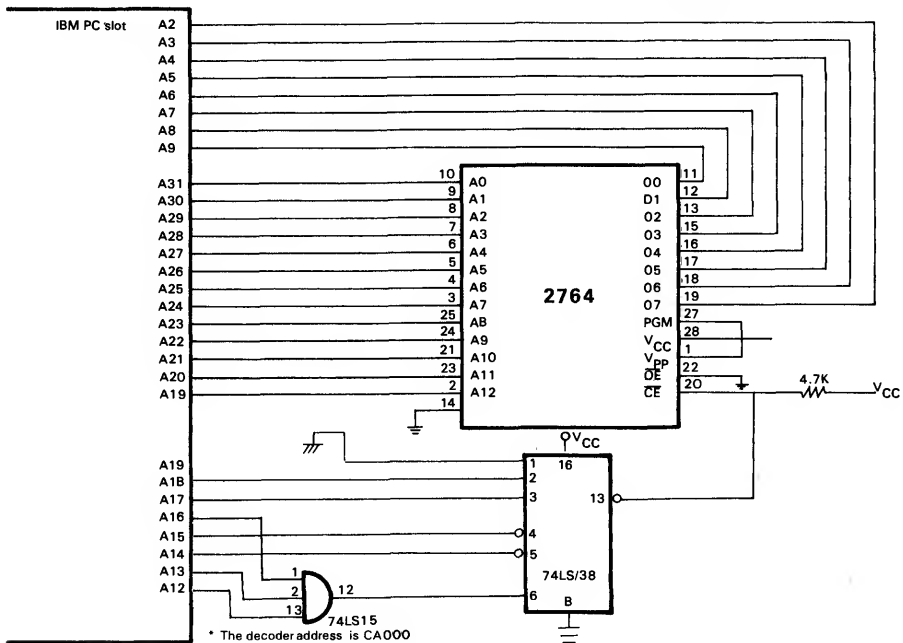 IBM PC slot
A2
A3
A4
A5
A6
A7
A8
A9
A31
A30
A29
A28
A27
A26
A25
A24
A23
A22
A21
A20
A19
A19
A1B
A17
A16
A15
A14
A13
A12
10
9
8
7
6
5
4
3
25
24
21
23
2
14
A0
A1
A2
A3
A4
A5
A6
A7
AB
A9
A10
A11
A12
2764
00
D1
02
03
04
05
06
07
PGM
VCC
VPP
OE
CE
11
12
13
15
16
17
18
19
27
28
1
22
20
4.7K
VCC
VCC
1
16
2
3
13
4
5
74LS/38
6
B
1
2
13
12
74LS15
* The decoder address is CA000